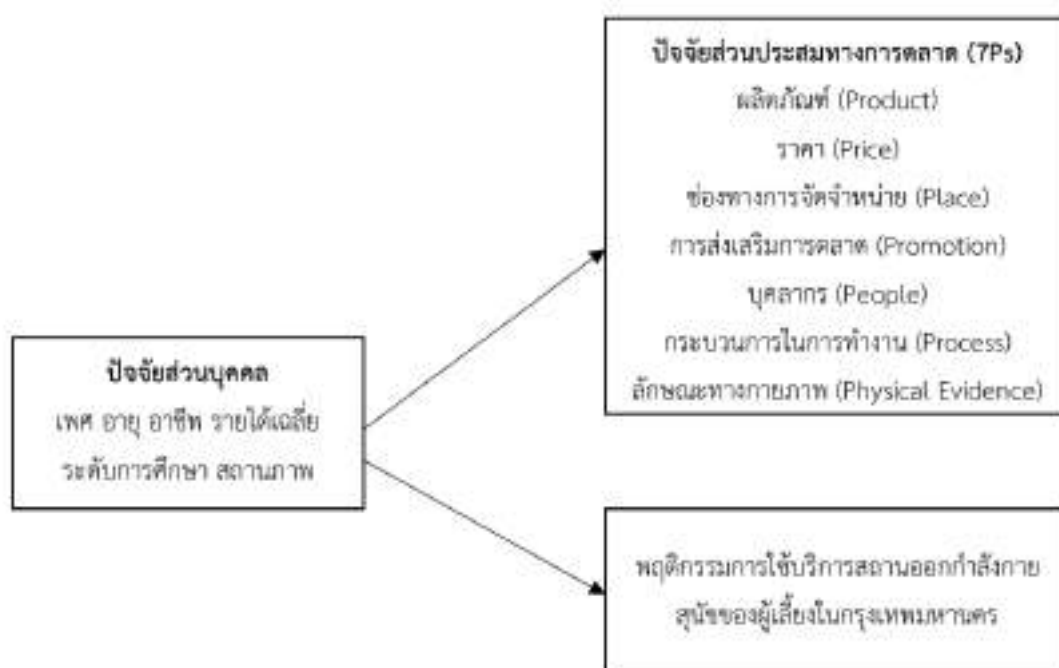 ปัจจัยส่วนประสมทางการตลาด (7Ps)
ผลิตภัณฑ์ (Product)
ราคา (Price)
ช่องทางการจัดจำหน่าย (Place)
การส่งเสริมการตลาด (Promotion)
บุคลากร (People)
กระบวนการในการทำงาน (Process)
ลักษณะทางกายภาพ (Physical Evidence)
ปัจจัยส่วนบุคคล
เพศ อายุ อาชีพ รายได้เฉลี่ย
ระดับการศึกษา สถานภาพ
พฤติกรรมการใช้บริการสถานออกกำลังกาย
สุนัขของผู้เลี้ยงในกรุงเทพมหานคร